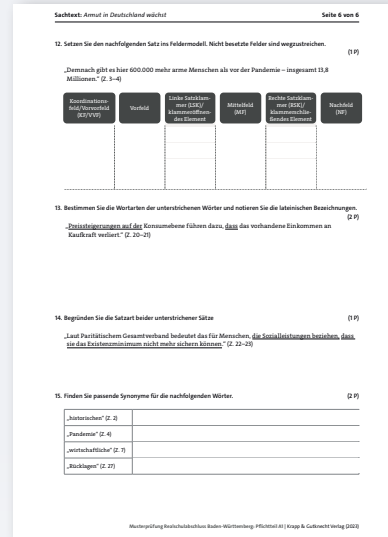 Sachtext: Armut in Deutschland wächst
Seite 6 von 6
12. Setzen Sie den nachfolgenden Satz ins Feldermodell. Nicht besetzte Felder sind wegzustreichen.
(1 P)
„Demnach gibt es hier 600.000 mehr arme Menschen als vor der Pandemie – insgesamt 13,8
Millionen.“ (Z. 3–4)
Koordinations-
feld/Vorvorfeld
(KF/VVF)
Vorfeld
Linke Satzklam-
mer (LSK)/
klammeröffnen-
des Element
Mittelfeld
(MF)
Rechte Satzklam-
mer (RSK)/
klammerschlie-
ßendes Element
Nachfeld
(NF)
13. Bestimmen Sie die Wortarten der unterstrichenen Wörter und notieren Sie die lateinischen Bezeichnungen.
(2 P)
„Preissteigerungen auf der Konsumebene führen dazu, dass das vorhandene Einkommen an
Kaufkraft verliert.“ (Z. 20–21)
14. Begründen Sie die Satzart beider unterstrichener Sätze
(1 P)
„Laut Paritätischem Gesamtverband bedeutet das für Menschen, die Sozialleistungen beziehen, dass
sie das Existenzminimum nicht mehr sichern können.“ (Z. 22–23)
15. Finden Sie passende Synonyme für die nachfolgenden Wörter.
(2 P)
„historischen“ (Z. 2)
„Pandemie“ (Z. 4)
„wirtschaftliche“ (Z. 7)
„Rücklagen“ (Z. 27)
Musterprüfung Realschulabschluss Baden-Württemberg: Pflichtteil A1 | Krapp & Gutknecht Verlag (2023)